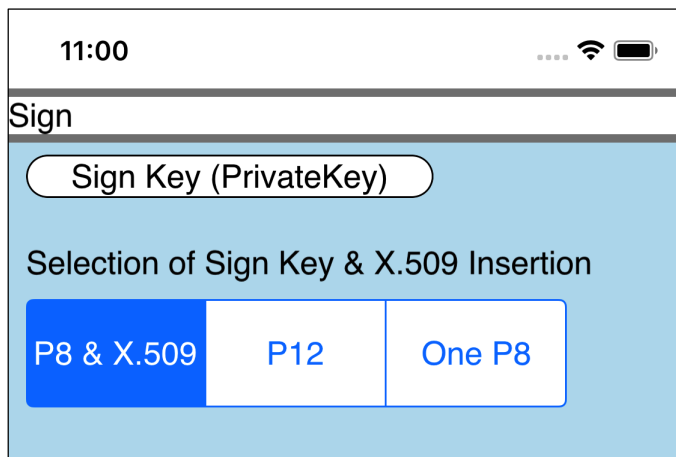 11:00
Sign
Sign Key (PrivateKey)
Selection of Sign Key & X.509 Insertion
P8 & X.509 P12 One P8